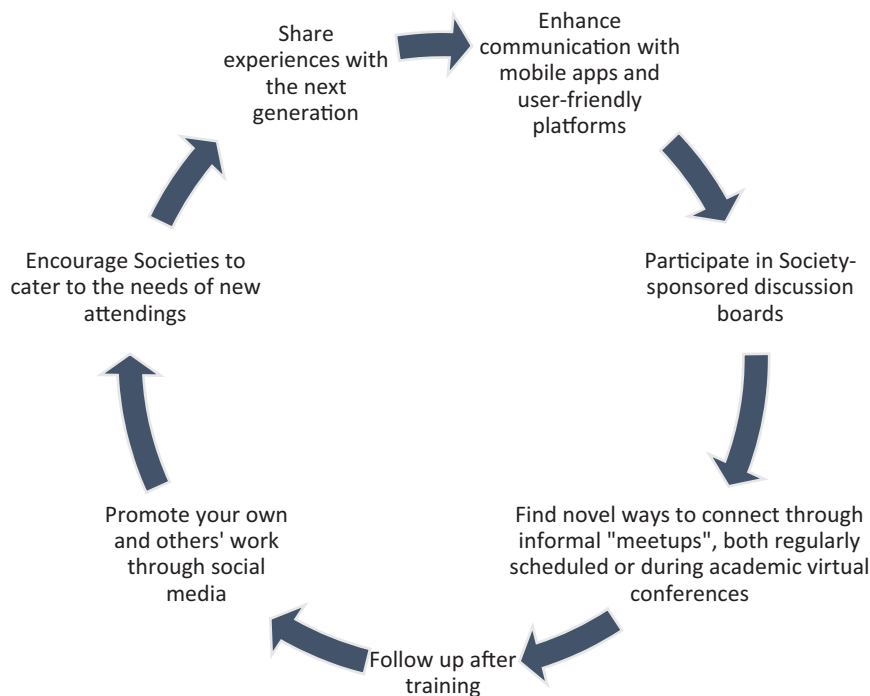 Share
experiences with
the next
generation
Enhance
communication with
mobile apps and
user-friendly
platforms
Participate in Society-
sponsored discussion
boards
Find novel ways to connect through
informal "meetups", both regularly
scheduled or during academic virtual
conferences
Follow up after
training
Promote your own
and others' work
through social
media
Encourage Societies to
cater to the needs of new
attendings